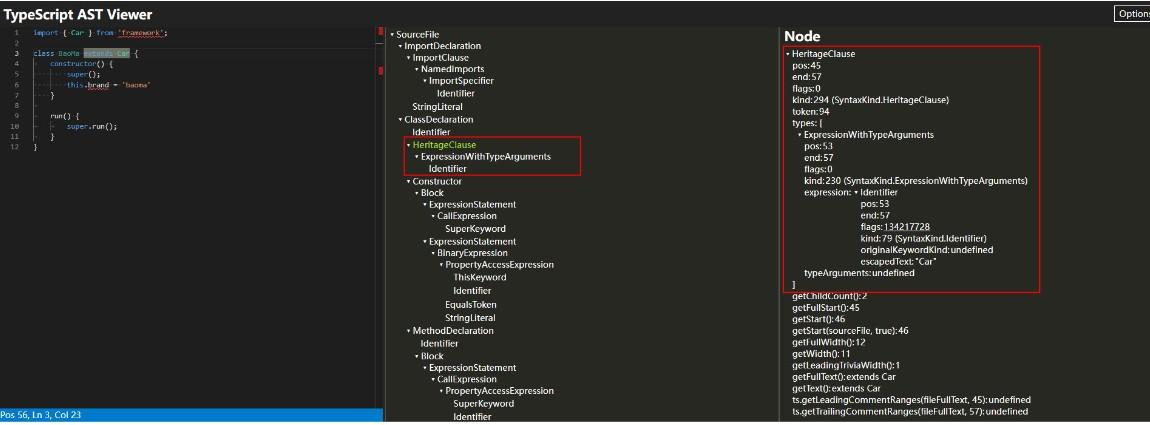 TypeScript AST Viewer
Options
1 import { Car } from 'framework';
2
3 class BaoMa extends Car {
4 constructor() {
5 super();
6 this.brand = 'baoma'
7 }
8
9 run() {
10 super.run();
11 }
12 }
Pos 56, Ln 3, Col 23
SourceFile
ImportDeclaration
ImportClause
NamedImports
ImportSpecifier
Identifier
StringLiteral
ClassDeclaration
Identifier
HeritageClause
ExpressionWithTypeArguments
Identifier
Constructor
Block
ExpressionStatement
CallExpression
SuperKeyword
ExpressionStatement
BinaryExpression
PropertyAccessExpression
ThisKeyword
Identifier
EqualsToken
StringLiteral
MethodDeclaration
Identifier
Block
ExpressionStatement
CallExpression
PropertyAccessExpression
SuperKeyword
Identifier
Node
HeritageClause
pos:45
end:57
flags:0
kind:294 (SyntaxKind.HeritageClause)
token:94
types: [
ExpressionWithTypeArguments
pos:53
end:57
flags:0
kind:230 (SyntaxKind.ExpressionWithTypeArguments)
expression: Identifier
pos:53
end:57
flags:134217728
kind:79 (SyntaxKind.Identifier)
originalKeywordKind:undefined
escapedText:"Car"
typeArguments:undefined
]
getChildCount():2
getFullStart():45
getStart():46
getStart(sourceFile, true):46
getFullWidth():12
getWidth():11
getLeadingTriviaWidth():1
getFullText():extends Car
getText():extends Car
ts.getLeadingCommentRanges(fileFullText, 45):undefined
ts.getTrailingCommentRanges(fileFullText, 57):undefined